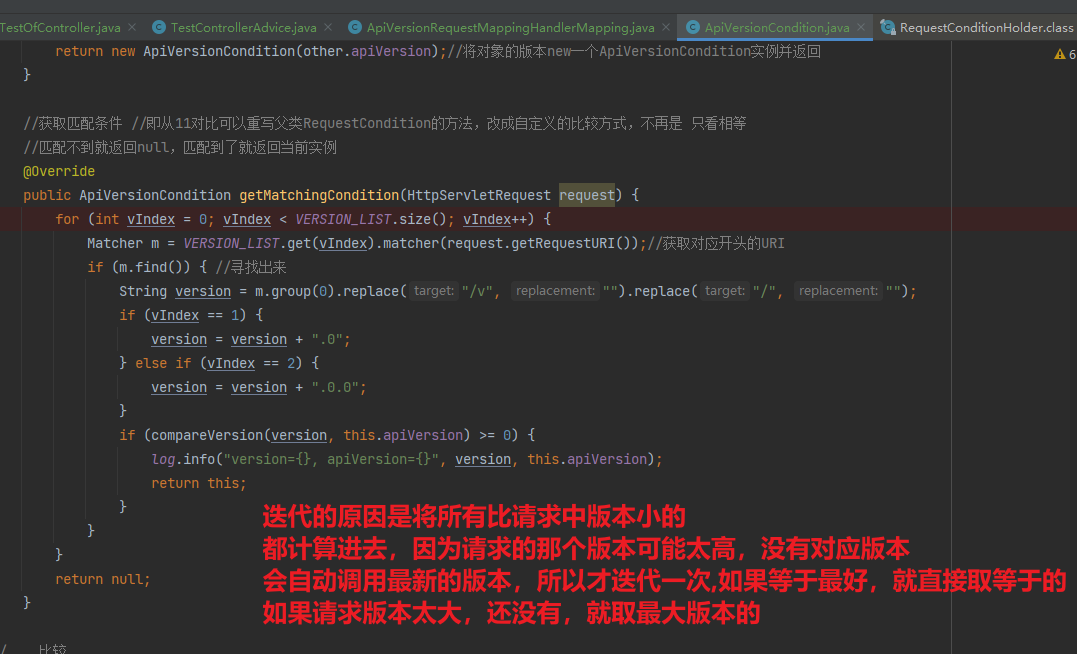 TestOfController.java × TestControllerAdvice.java × ApiVersionRequestMappingHandlerMapping.java × ApiVersionCondition.java × RequestConditionHolder.class
return new ApiVersionCondition(other.apiVersion);//将对象的版本new一个ApiVersionCondition实例并返回
6
}
//获取匹配条件 //即从11对比可以重写父类RequestCondition的方法，改成自定义的比较方式，不再是 只看相等
//匹配不到就返回null，匹配到了就返回当前实例
@Override
public ApiVersionCondition getMatchingCondition(HttpServletRequest request) {
for (int vIndex = 0; vIndex < VERSION_LIST.size(); vIndex++) {
Matcher m = VERSION_LIST.get(vIndex).matcher(request.getRequestURI());//获取对应开头的URI
if (m.find()) { //寻找出来
String version = m.group(0).replace( target: "/v", replacement: "").replace( target: "/", replacement: "");
if (vIndex == 1) {
version = version + ".0";
} else if (vIndex == 2) {
version = version + ".0.0";
}
if (compareVersion(version, this.apiVersion) >= 0) {
log.info("version={}, apiVersion={}", version, this.apiVersion);
return this;
}
迭代的原因是将所有比请求中版本小的
}
都计算进去，因为请求的那个版本可能太高，没有对应版本
}
会自动调用最新的版本，所以才迭代一次,如果等于最好，就直接取等于的
return null;
}
如果请求版本太大，还没有，就取最大版本的
/ 比较